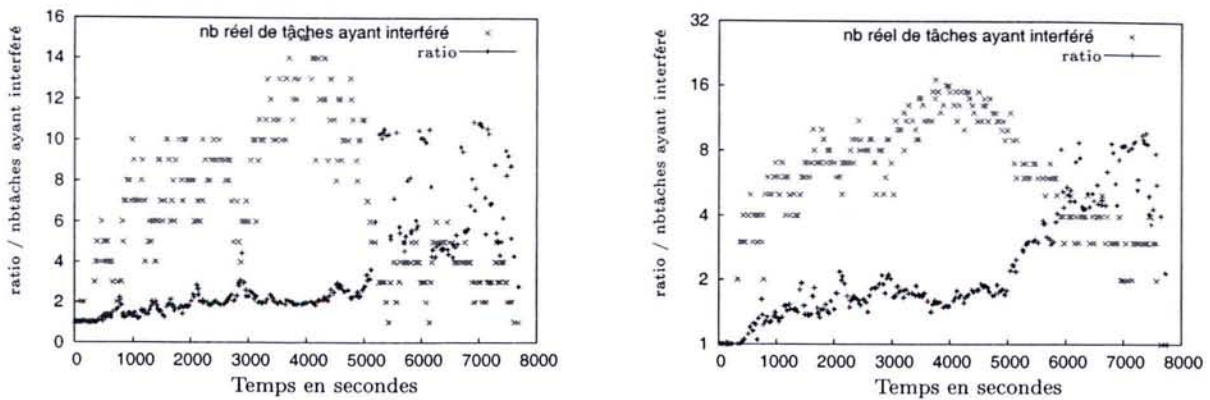 16
14
12
10
8
6
4
2
0
ratio / nbtâches ayant interféré
nb réel de tâches ayant interféré ×
ratio +
0 1000 2000 3000 4000 5000 6000 7000 8000
Temps en secondes
32
16
8
4
2
1
ratio / nbtâches ayant interféré
nb réel de tâches ayant interféré ×
ratio +
0 1000 2000 3000 4000 5000 6000 7000 8000
Temps en secondes